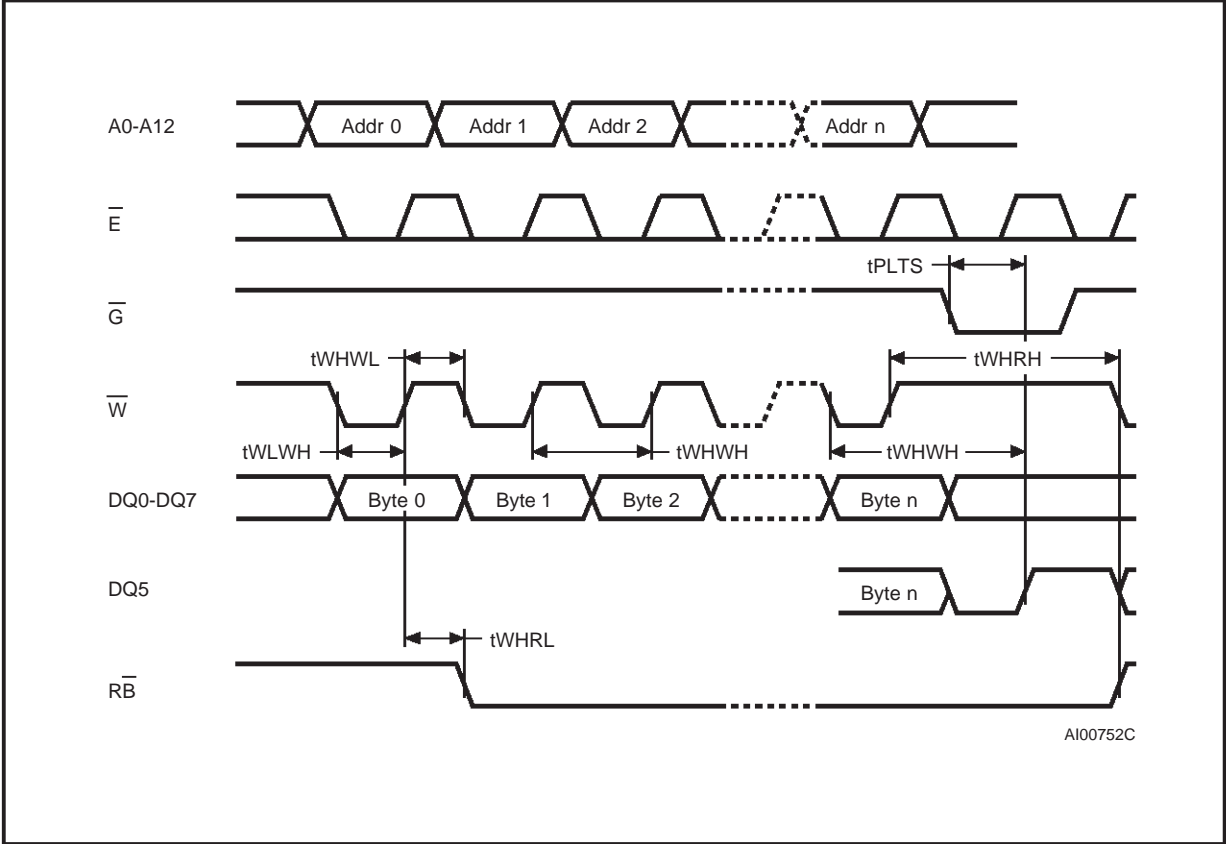 A0-A12
Addr 0
Addr 1
Addr 2
Addr n
E̅
tPLTS
G̅
tWHWL
tWHRH
W̅
tWLWH
tWHWH
tWHWH
DQ0-DQ7
Byte 0
Byte 1
Byte 2
Byte n
DQ5
Byte n
tWHRL
RB̅
AI00752C